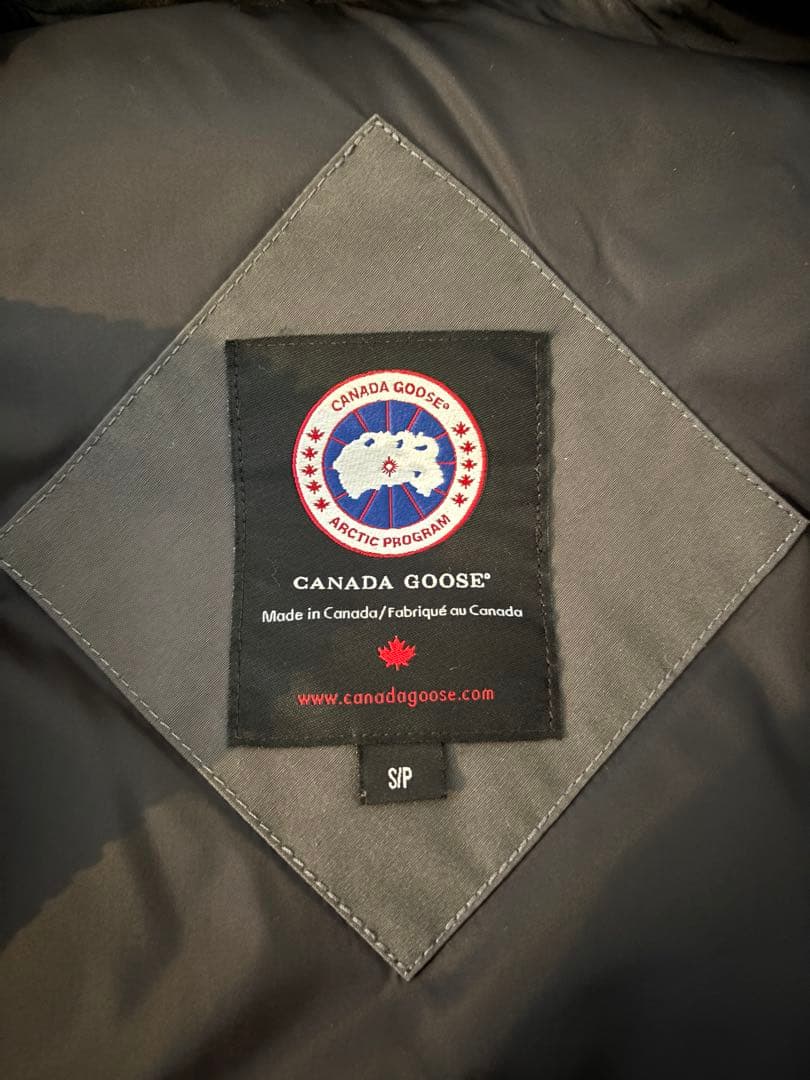 CANADA GOOSE®
ARCTIC PROGRAM
CANADA GOOSE®
Made in Canada/Fabriqué au Canada
www.canadagoose.com
S/P